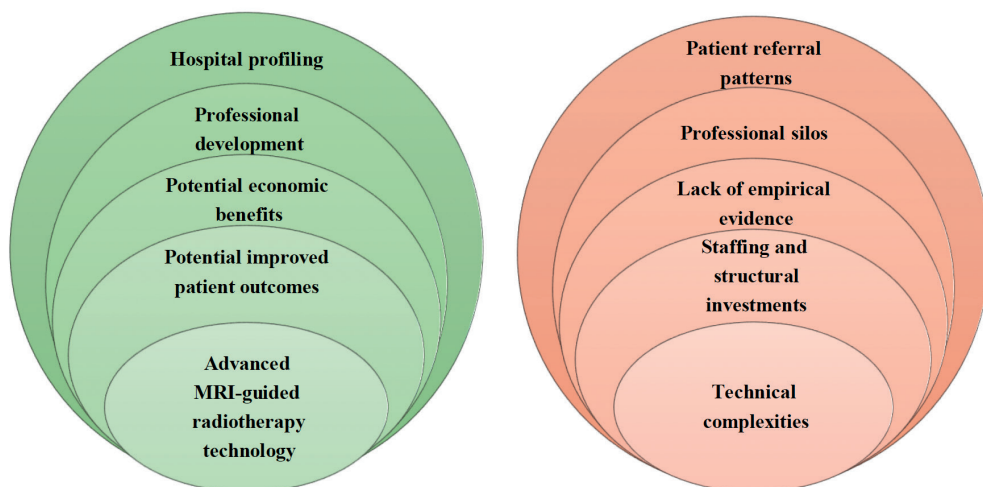 Hospital profiling
Professional
development
Potential economic
benefits
Potential improved
patient outcomes
Advanced
MRI-guided
radiotherapy
technology
Patient referral
patterns
Professional silos
Lack of empirical
evidence
Staffing and
structural
investments
Technical
complexities